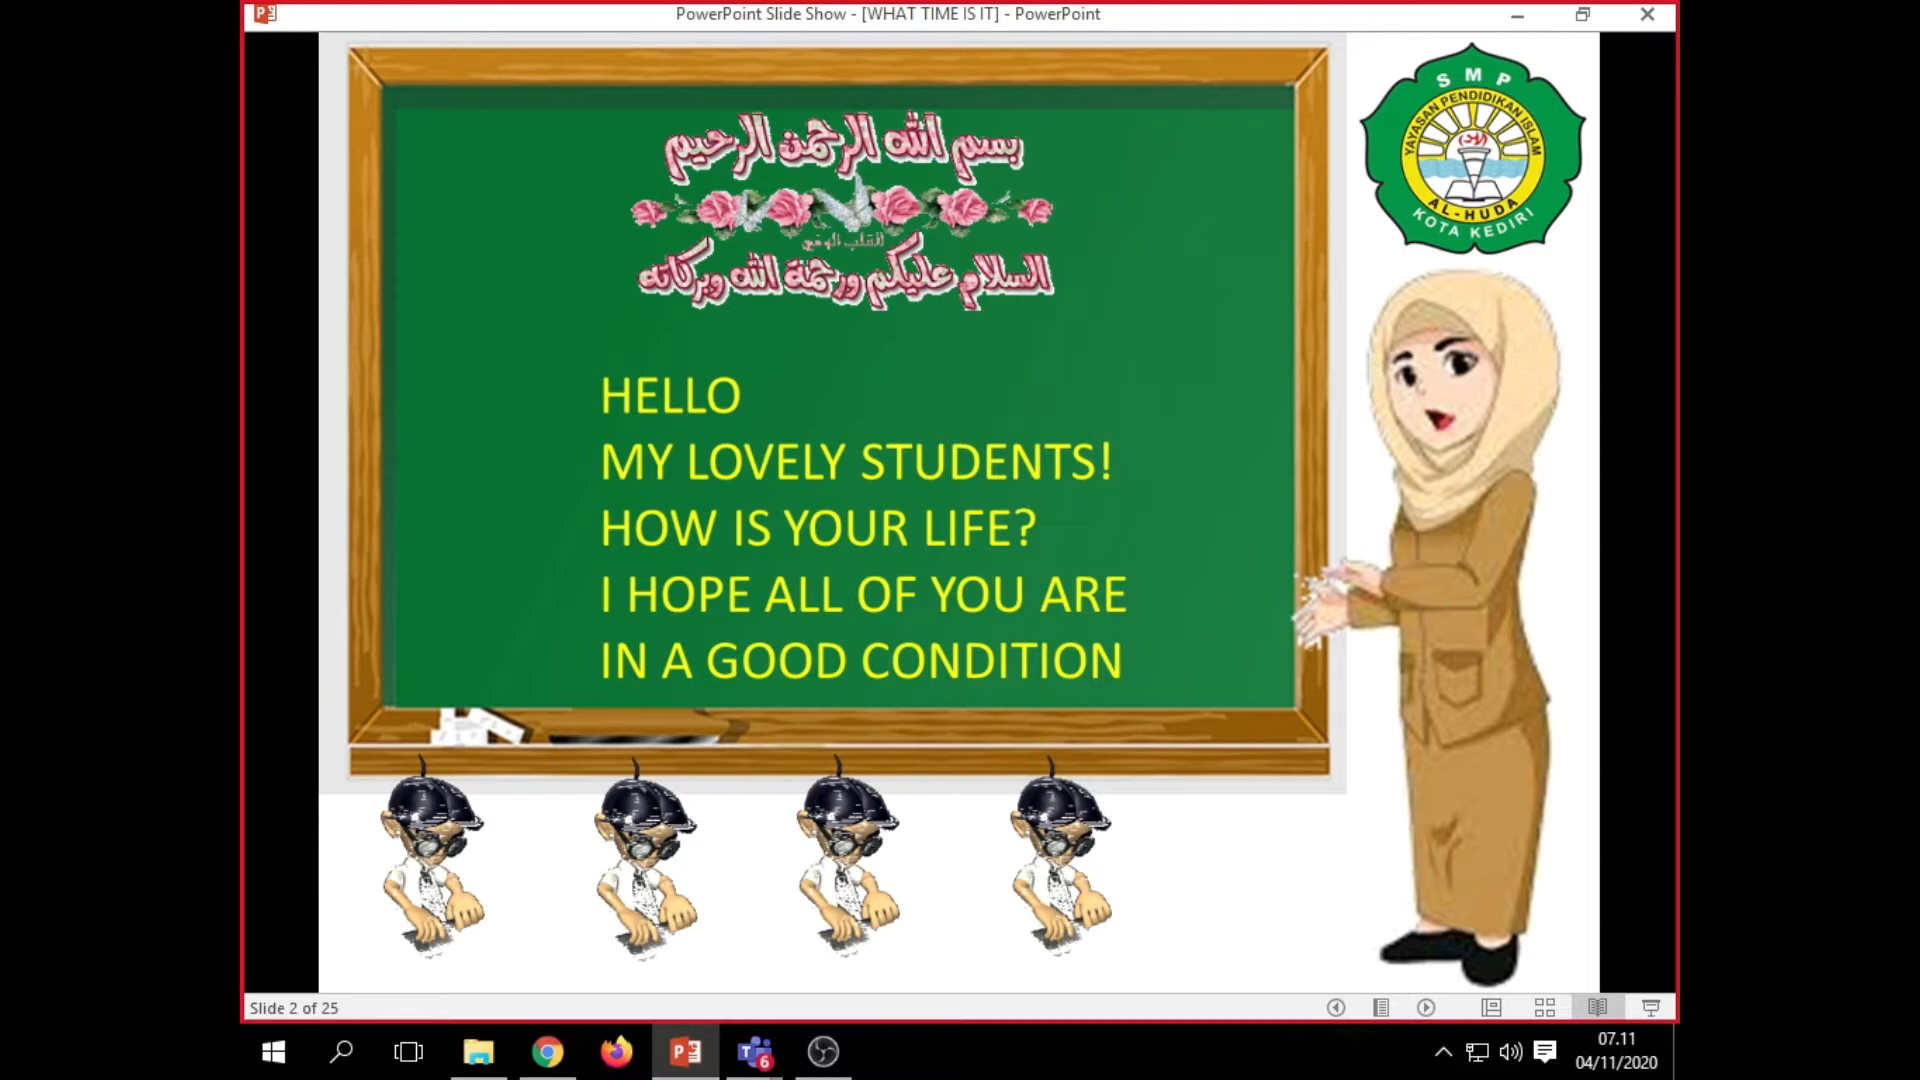 PowerPoint Slide Show - [WHAT TIME IS IT] - PowerPoint
بسم الله الرحمن الرحيم
السلام عليكم ورحمة الله وبركاته
HELLO
MY LOVELY STUDENTS!
HOW IS YOUR LIFE?
I HOPE ALL OF YOU ARE
IN A GOOD CONDITION
SMP
YAYASAN PENDIDIKAN ISLAM
AL-HUDA
KOTA KEDIRI
Slide 2 of 25
6
07.11
04/11/2020